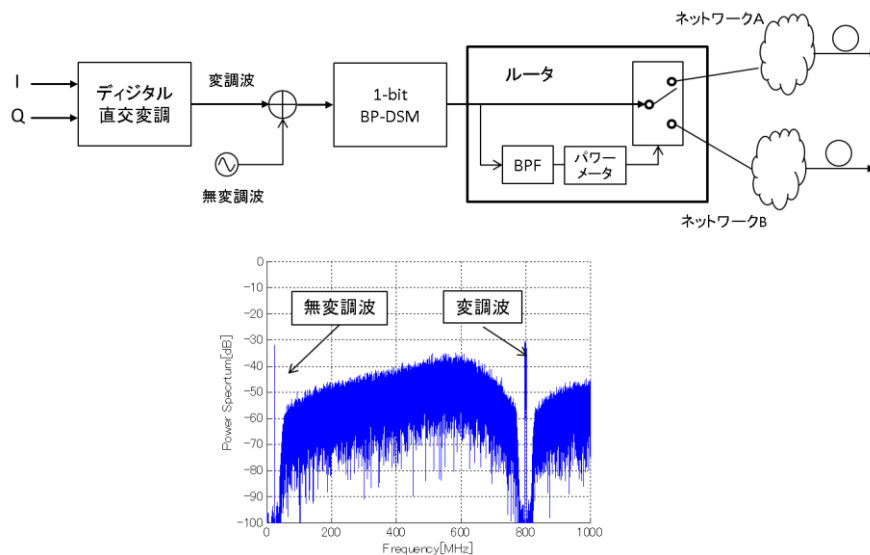 ネットワークA
ルータ
I
Q
ディジタル
直交変調
変調波
無変調波
1-bit
BP-DSM
BPF
パワー
メータ
ネットワークB
無変調波
変調波
Power Specrtum[dB]
0
-10
-20
-30
-40
-50
-60
-70
-80
-90
-100
0
200
400
600
800
1000
Frequency[MHz]